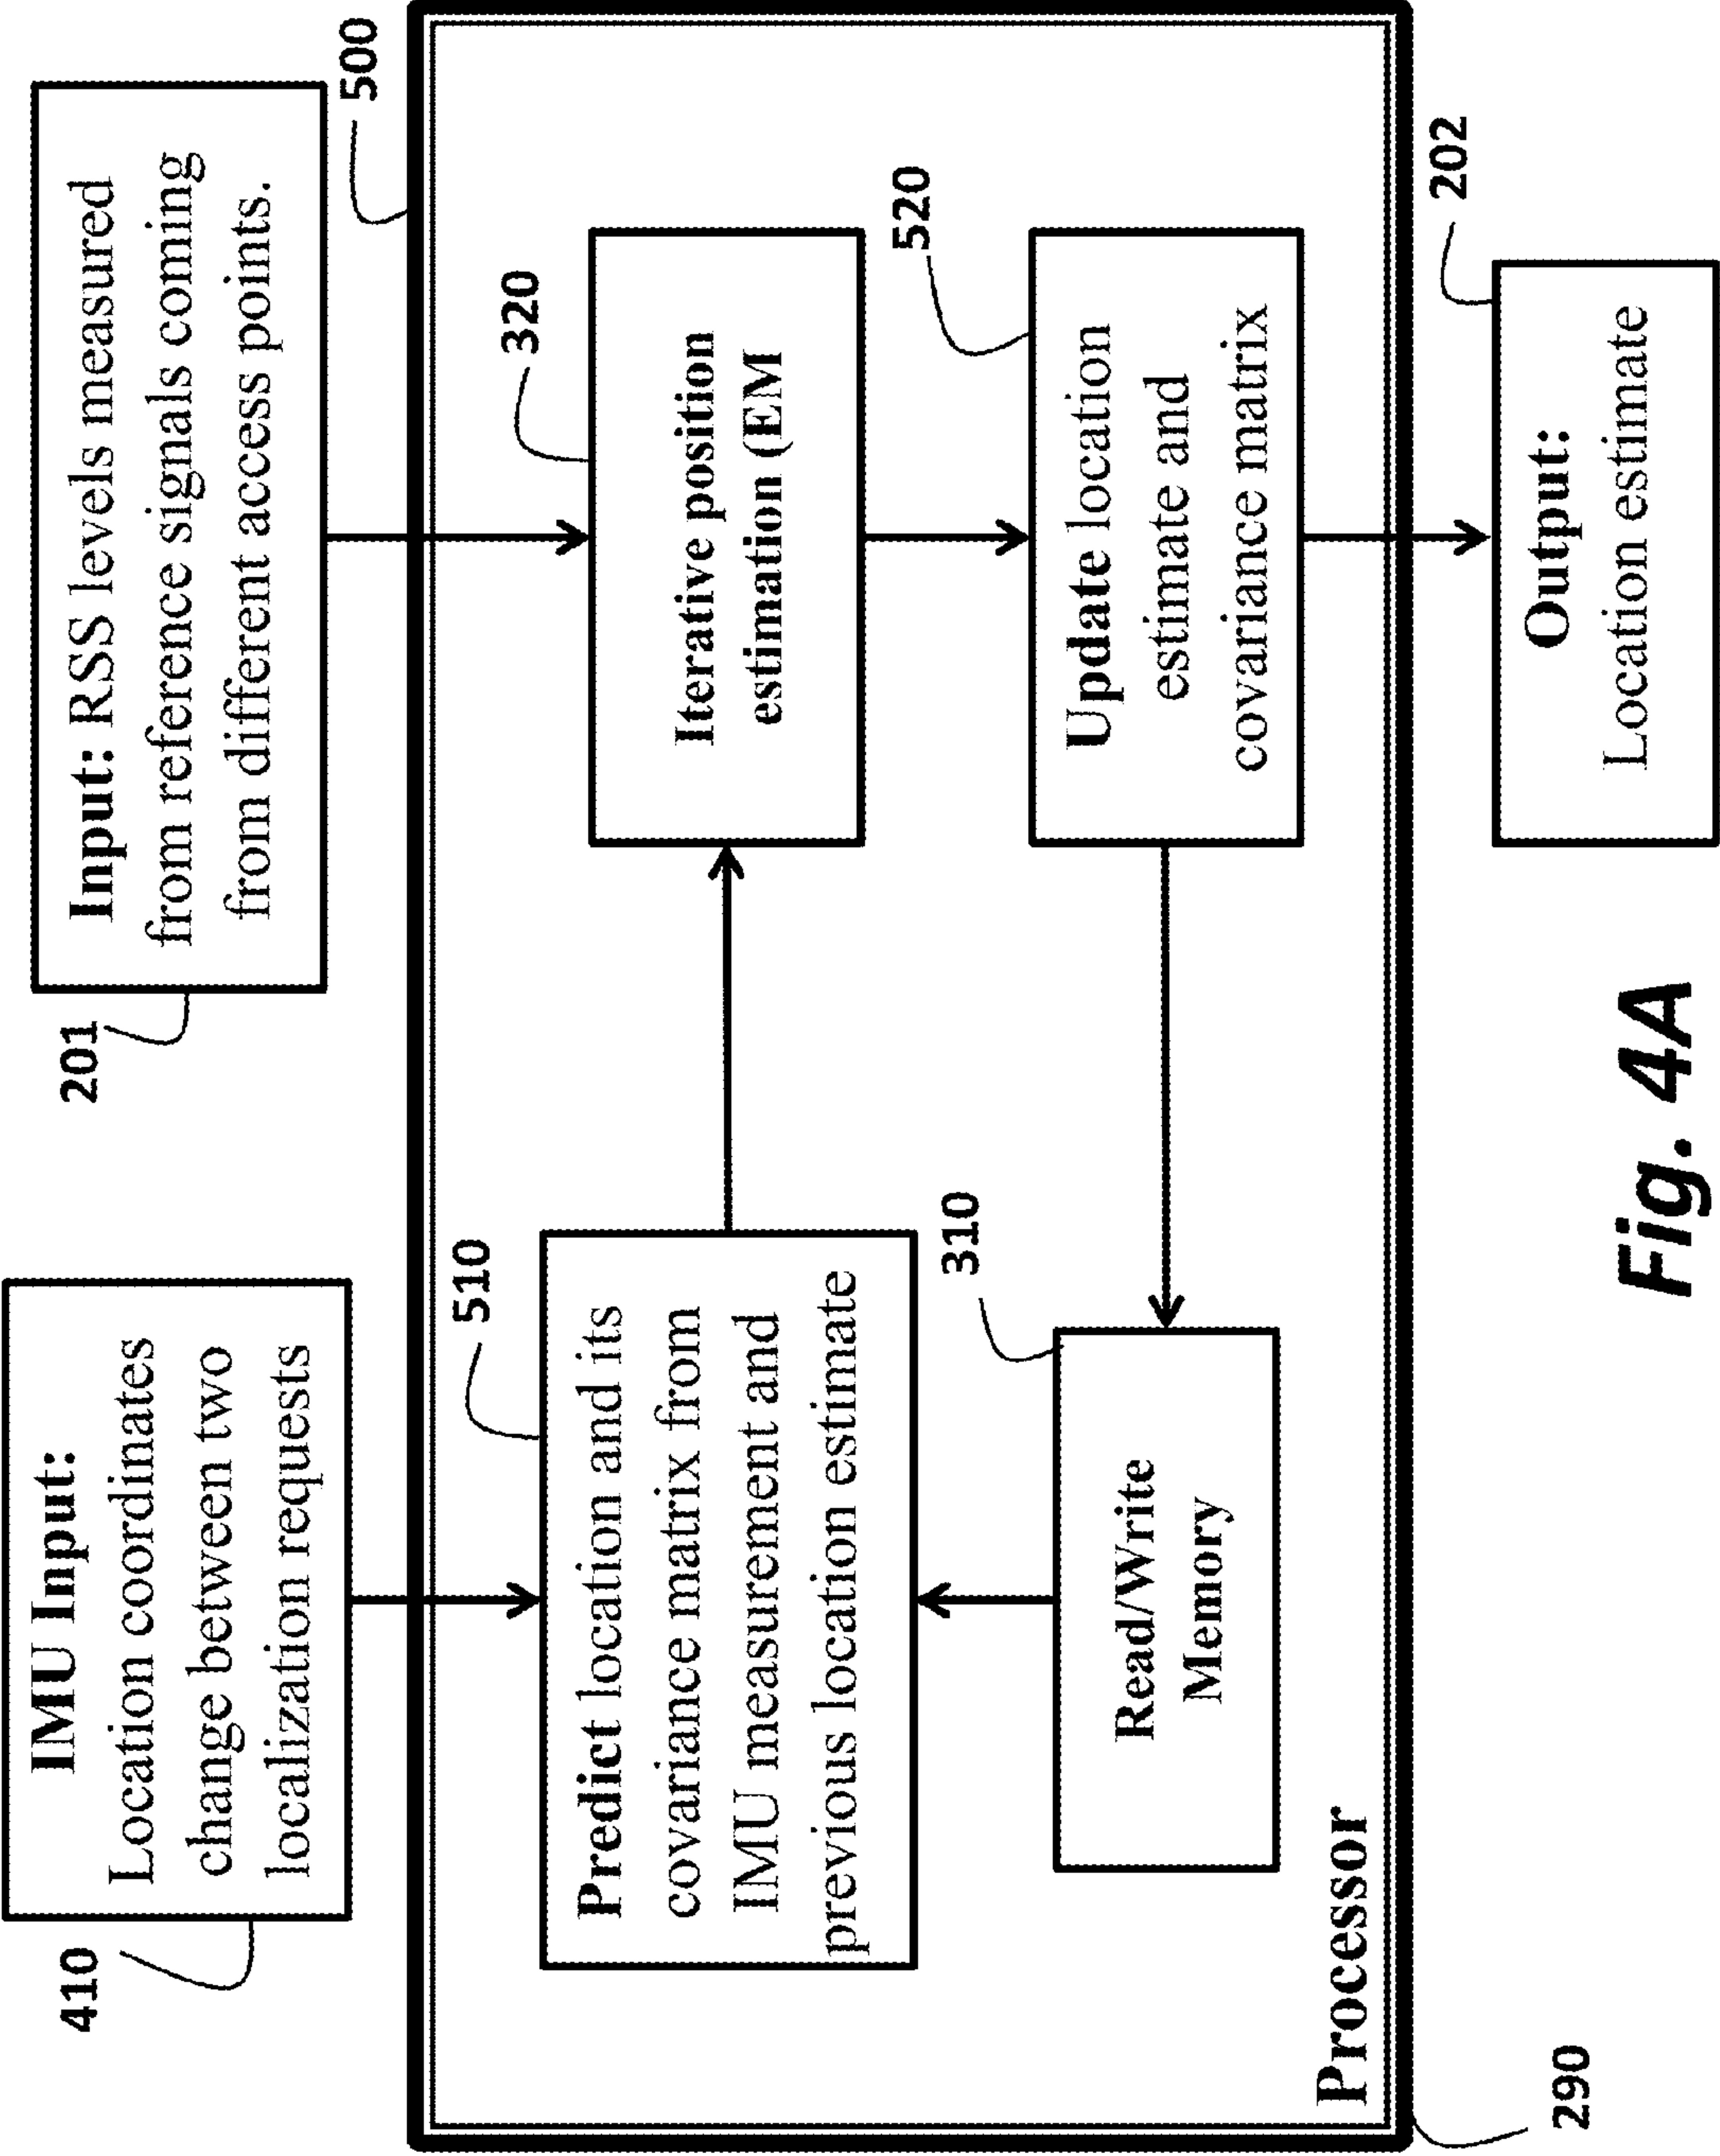 410
IMU Input:
Location coordinates
change between two
localization requests
201
Input: RSS levels measured
from reference signals coming
from different access points.
500
510
Predict location and its
covariance matrix from
IMU measurement and
previous location estimate
320
Iterative position
estimation (EM
310
Read/Write
Memory
520
Update location
estimate and
covariance matrix
Processor
290
202
Output:
Location estimate
Fig. 4A